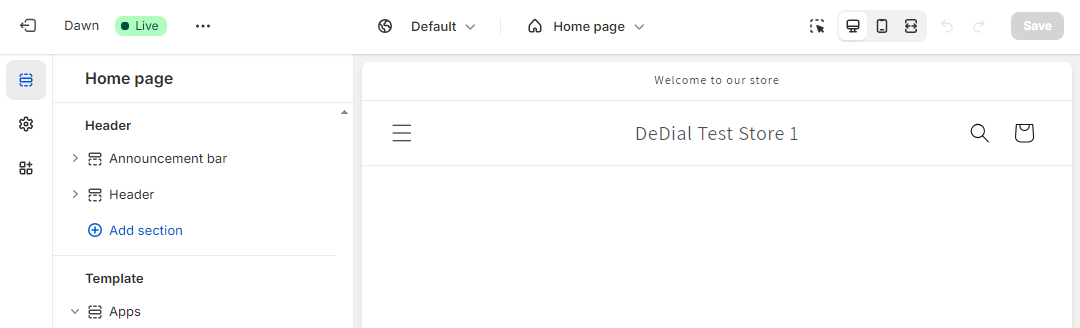 Dawn
Live
Default
Home page
Save
Home page
Header
Announcement bar
Header
Add section
Template
Apps
Welcome to our store
DeDial Test Store 1